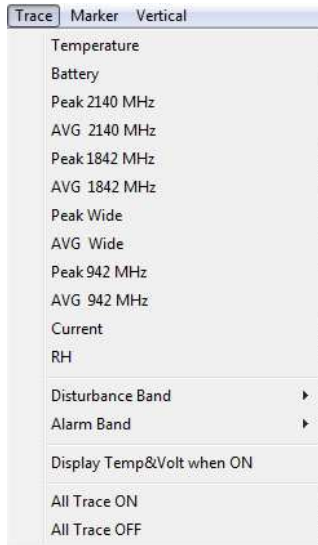 Trace Marker Vertical
Temperature
Battery
Peak 2140 MHz
AVG 2140 MHz
Peak 1842 MHz
AVG 1842 MHz
Peak Wide
AVG Wide
Peak 942 MHz
AVG 942 MHz
Current
RH
Disturbance Band
Alarm Band
Display Temp&Volt when ON
All Trace ON
All Trace OFF